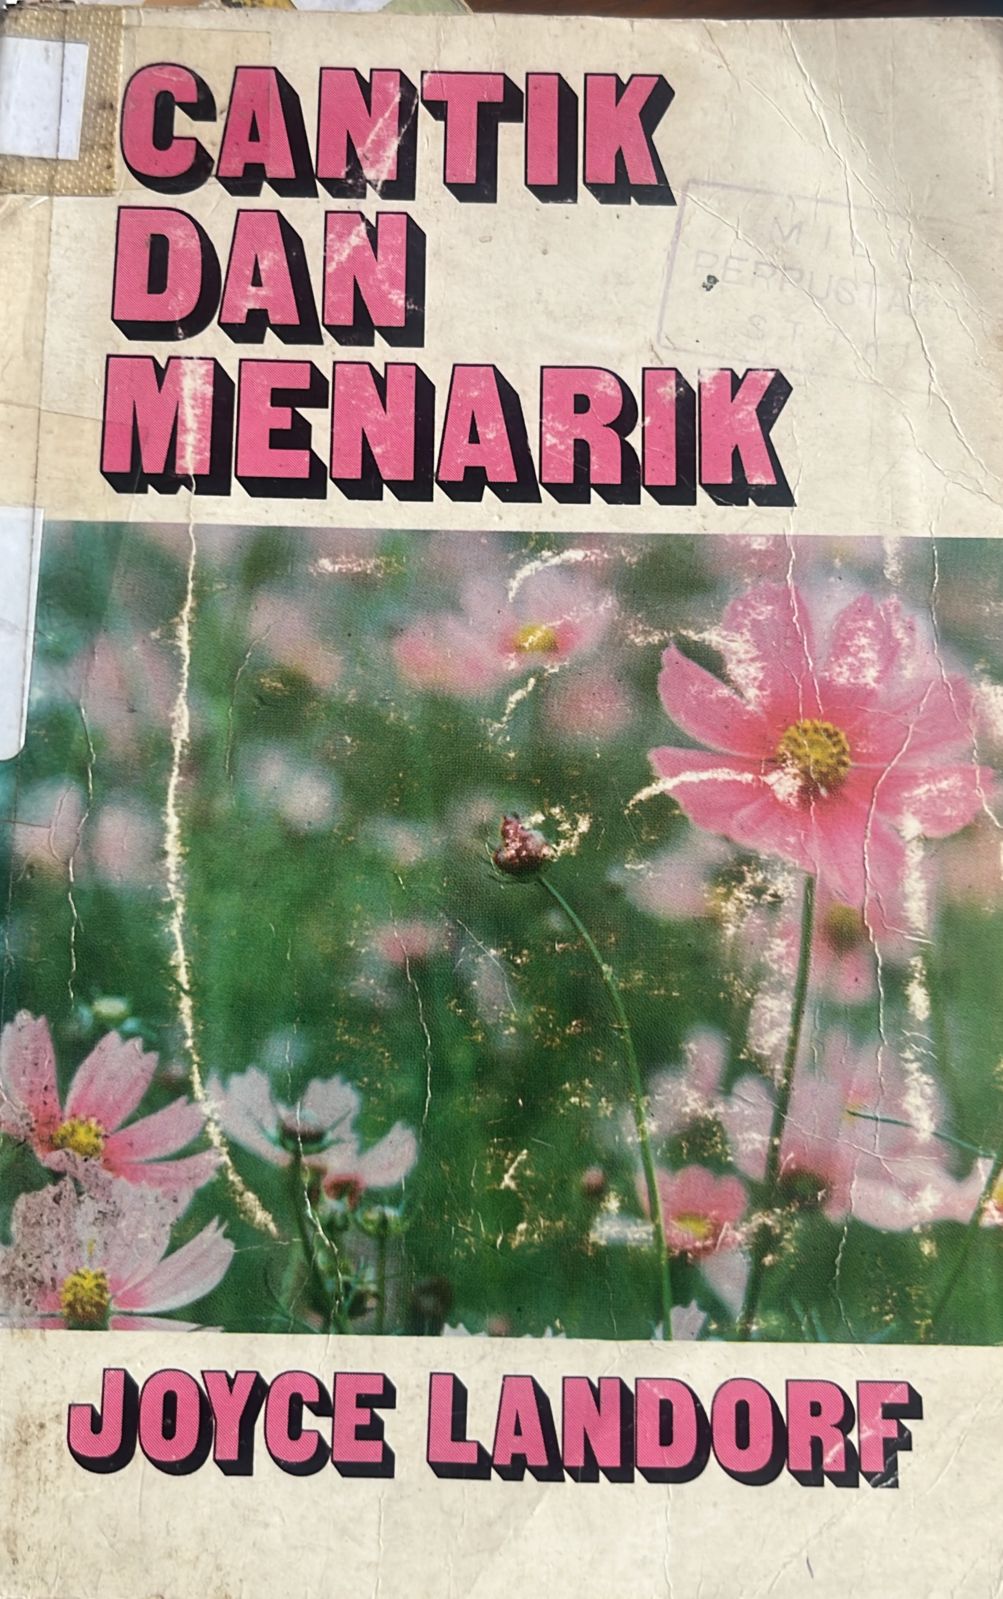 CANTIK
DAN
MENARIK
M I L
JOYCE LANDORF